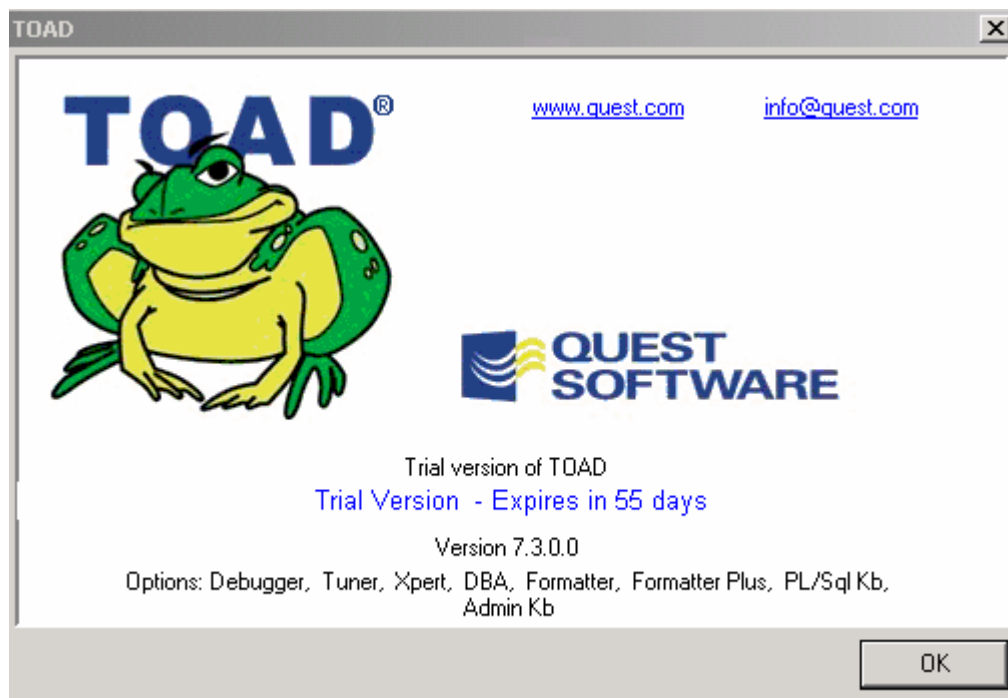 TOAD
TOAD®
www.quest.com info@quest.com
QUEST
SOFTWARE
Trial version of TOAD
Trial Version - Expires in 55 days
Version 7.3.0.0
Options: Debugger, Tuner, Xpert, DBA, Formatter, Formatter Plus, PL/Sql Kb,
Admin Kb
OK